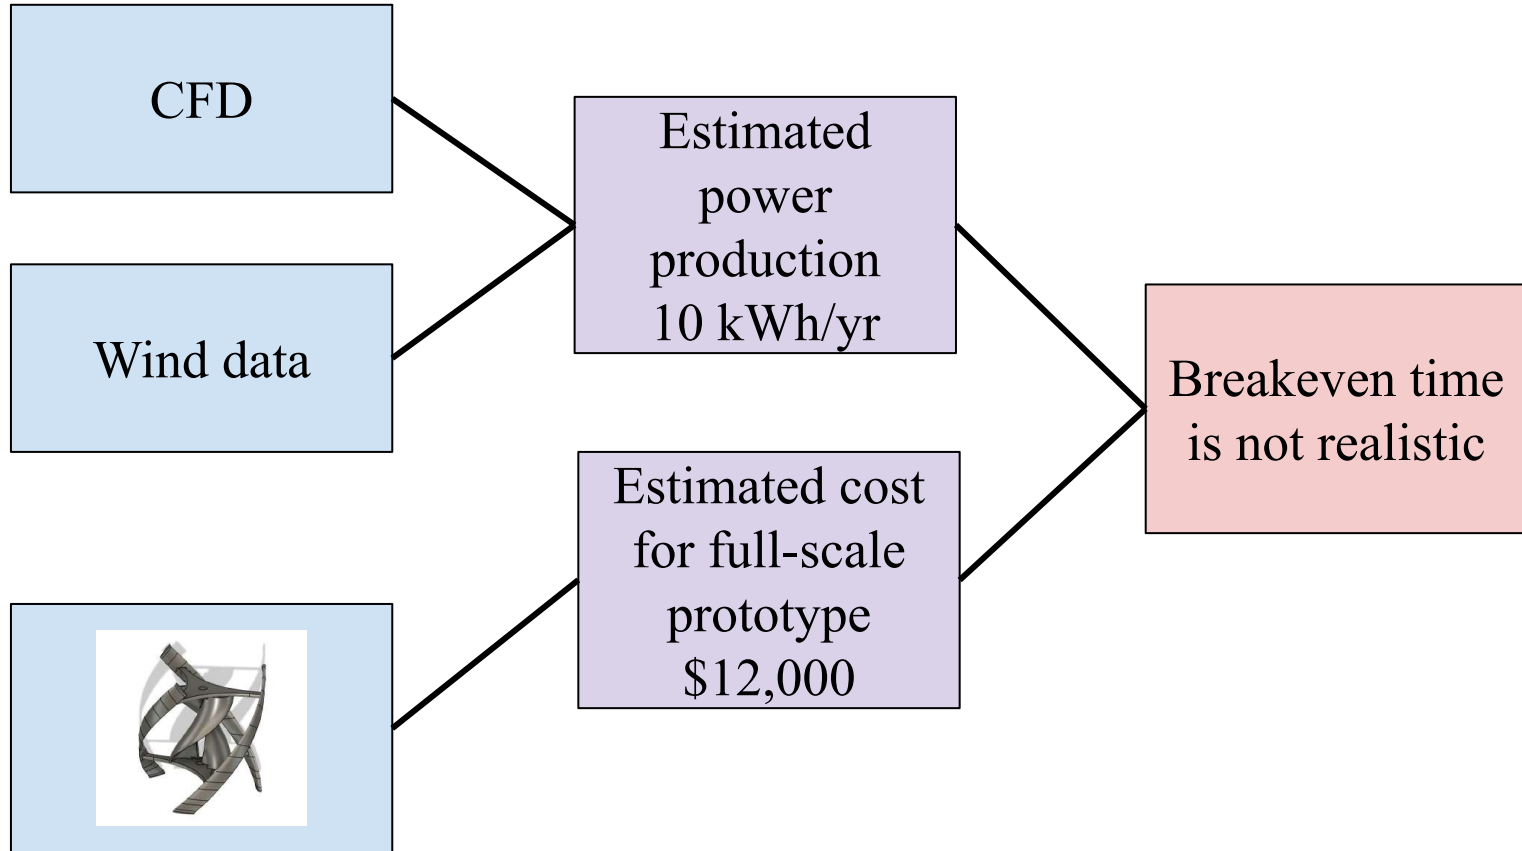 CFD
Wind data
Estimated
power
production
10 kWh/yr
Estimated cost
for full-scale
prototype
$12,000
Breakeven time
is not realistic